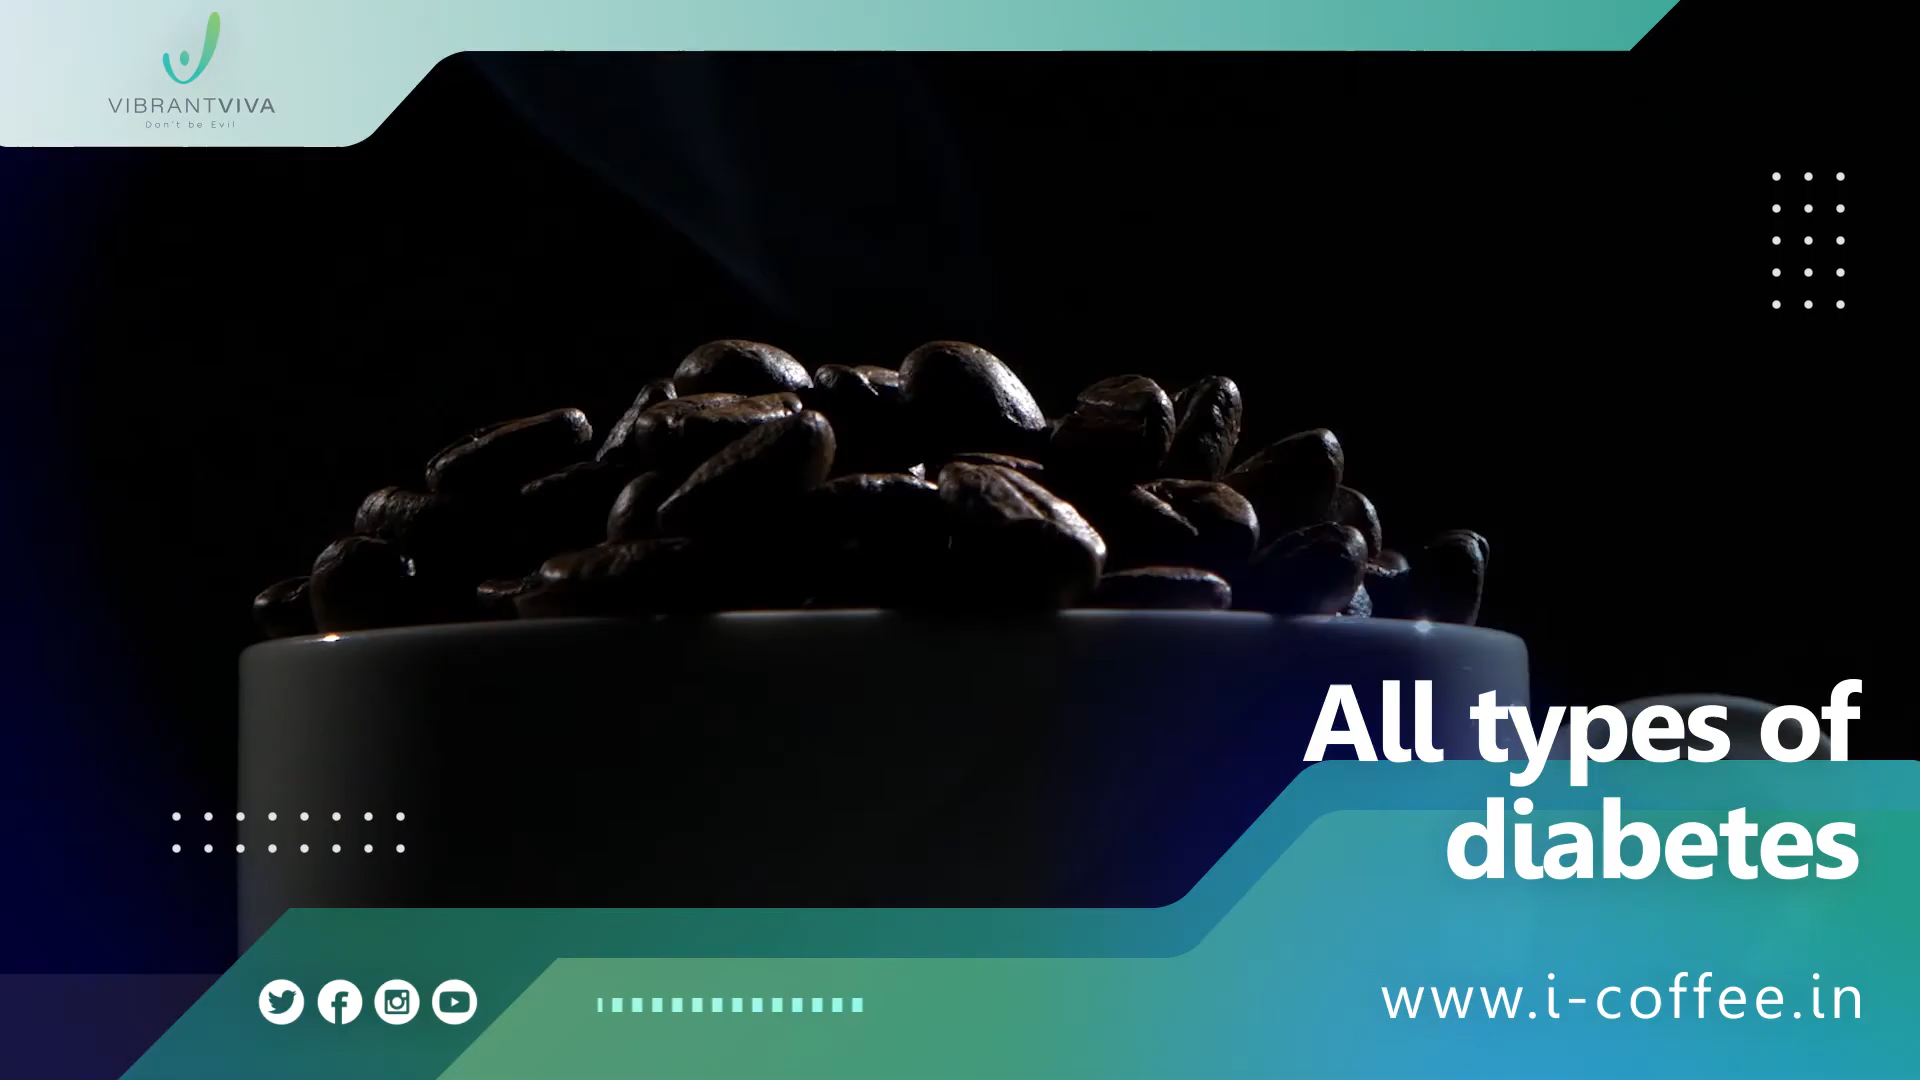 VIBRANTVIVA
Don't be Evil
All types of
diabetes
www.i-coffee.in